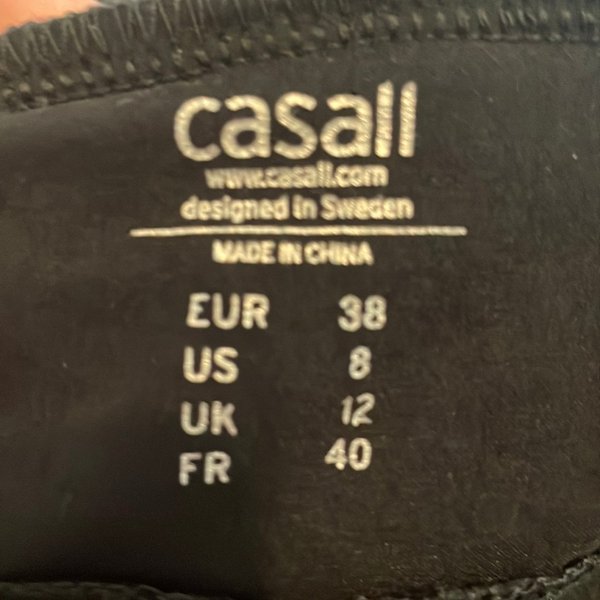 casall
www.casall.com
designed in Sweden
MADE IN CHINA
EUR 38
US 8
UK 12
FR 40